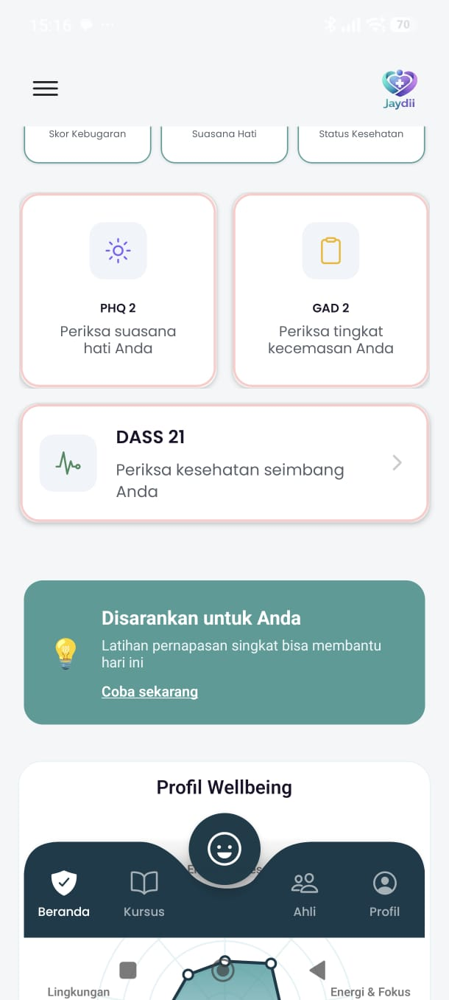 15:16
70
Jaydii
Skor Kebugaran
Suasana Hati
Status Kesehatan
PHQ 2
Periksa suasana
hati Anda
GAD 2
Periksa tingkat
kecemasan Anda
DASS 21
Periksa kesehatan seimbang
Anda
Disarankan untuk Anda
Latihan pernapasan singkat bisa membantu
hari ini
Coba sekarang
Profil Wellbeing
Beranda
Kursus
Ahli
Profil
Lingkungan
Energi & Fokus